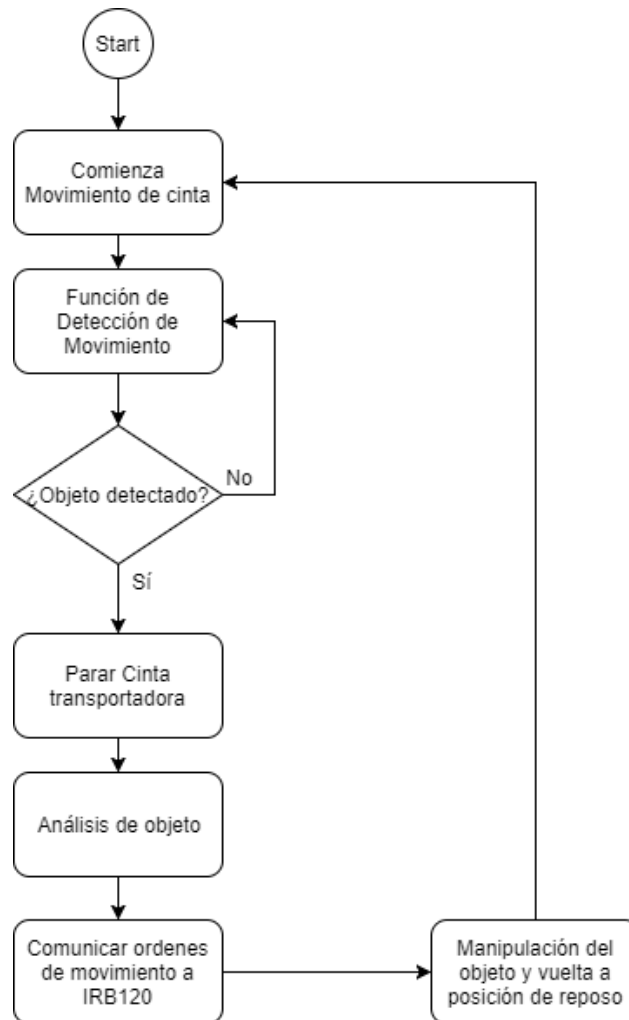 Start
Comienza
Movimiento de cinta
Función de
Detección de
Movimiento
¿Objeto detectado?
No
Sí
Parar Cinta
transportadora
Análisis de objeto
Comunicar ordenes
de movimiento a
IRB120
Manipulación del
objeto y vuelta a
posición de reposo